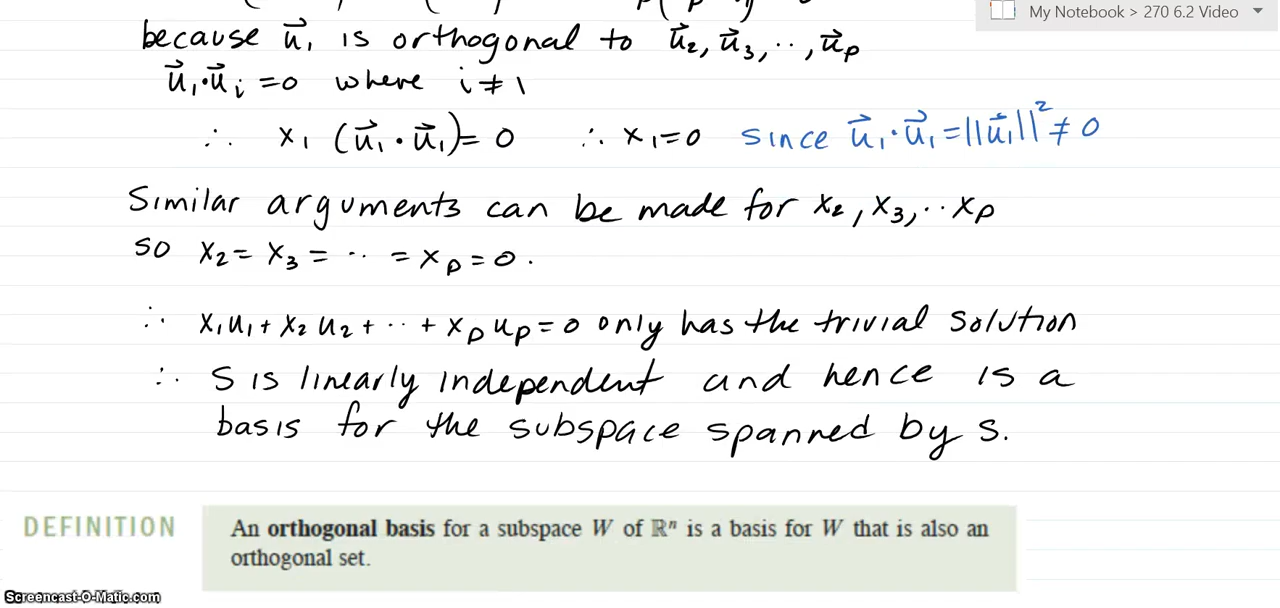 My Notebook > 270 6.2 Video
because u⃗₁ is orthogonal to u⃗₂, u⃗₃, ‥, u⃗ₚ
u⃗₁·u⃗ᵢ = 0 where i ≠ 1
∴ x₁ (u⃗₁ · u⃗₁) = 0 ∴ x₁ = 0 since u⃗₁ · u⃗₁ = ||u⃗₁||² ≠ 0
Similar arguments can be made for x₂, x₃, ‥ xₚ
so x₂ = x₃ = ‥ = xₚ = 0.
∴ x₁u₁ + x₂u₂ + ‥ + xₚuₚ = 0 only has the trivial solution
∴ S is linearly independent and hence is a
basis for the subspace spanned by S.
DEFINITION
An orthogonal basis for a subspace W of ℝⁿ is a basis for W that is also an
orthogonal set.
Screencast-O-Matic.com